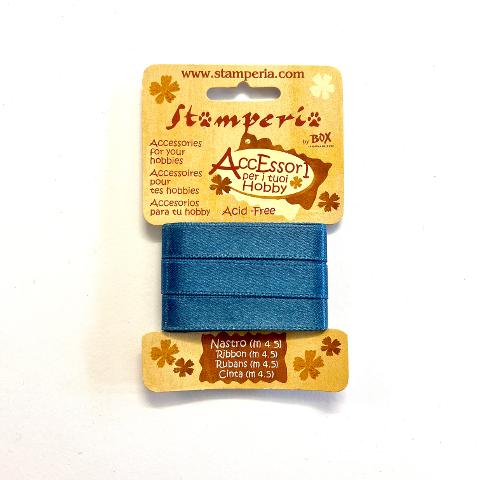 www.stamperia.com
Stamperia
by BOX
Accessories
for your
hobbies
Accessoires
pour
tes hobbies
Accesorios
para tu hobby
AccEssorI
per i tuoi
Hobby
Acid-Free
Nastro (m 4.5)
Ribbon (m 4.5)
Rubans (m 4.5)
Cinta (m 4.5)